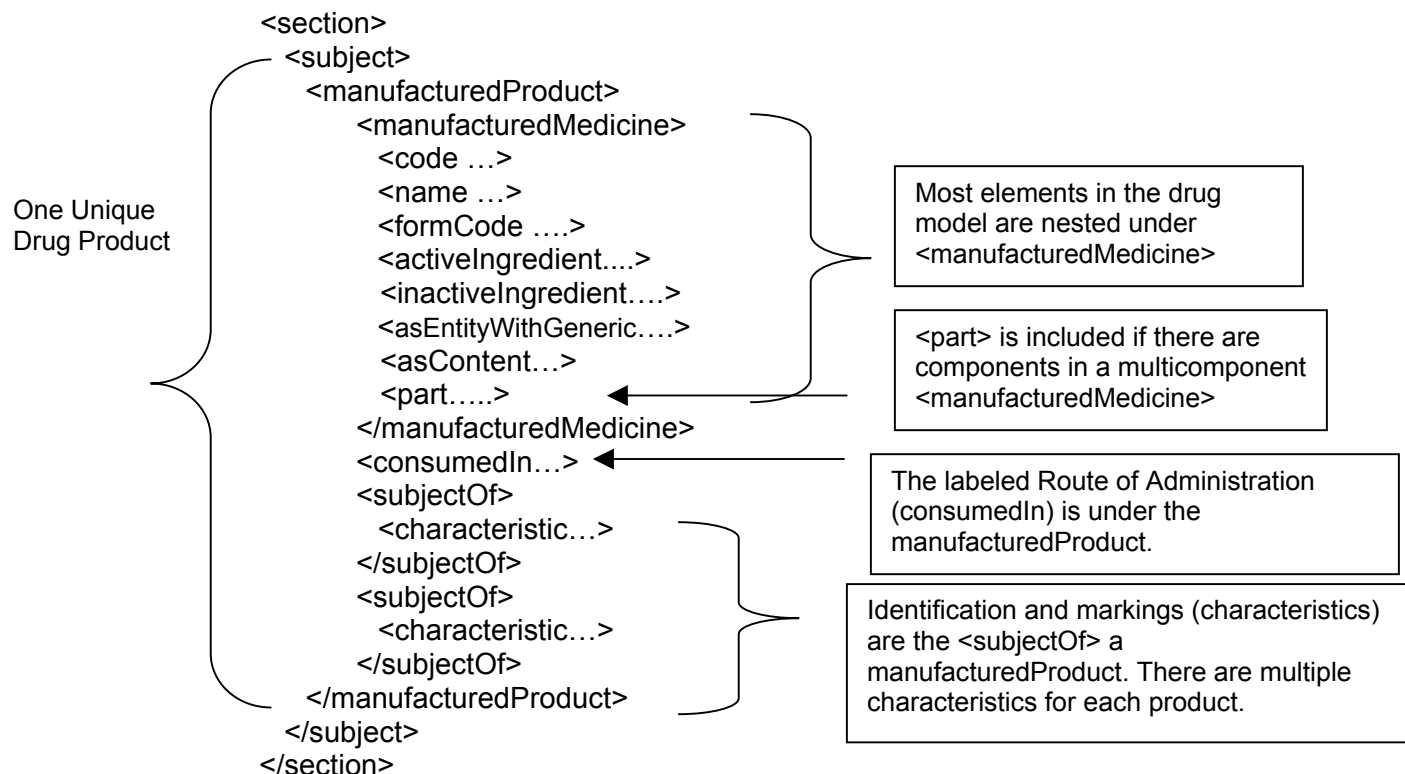 <section>
<subject>
<manufacturedProduct>
<manufacturedMedicine>
<code …>
<name …>
<formCode ….>
<activeIngredient....>
<inactiveIngredient….>
<asEntityWithGeneric….>
<asContent…>
<part…..>
</manufacturedMedicine>
<consumedIn…>
<subjectOf>
<characteristic…>
</subjectOf>
<subjectOf>
<characteristic…>
</subjectOf>
</manufacturedProduct>
</subject>
</section>
One Unique
Drug Product
Most elements in the drug
model are nested under
<manufacturedMedicine>
<part> is included if there are
components in a multicomponent
<manufacturedMedicine>
The labeled Route of Administration
(consumedIn) is under the
manufacturedProduct.
Identification and markings (characteristics)
are the <subjectOf> a
manufacturedProduct. There are multiple
characteristics for each product.